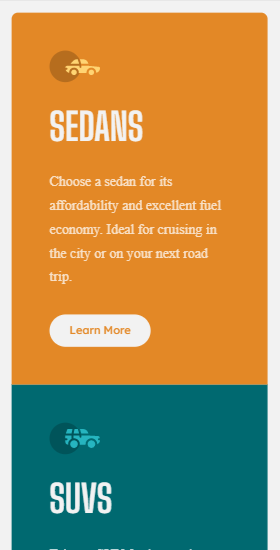 SEDANS
Choose a sedan for its
affordability and excellent fuel
economy. Ideal for cruising in
the city or on your next road
trip.
Learn More
SUVS